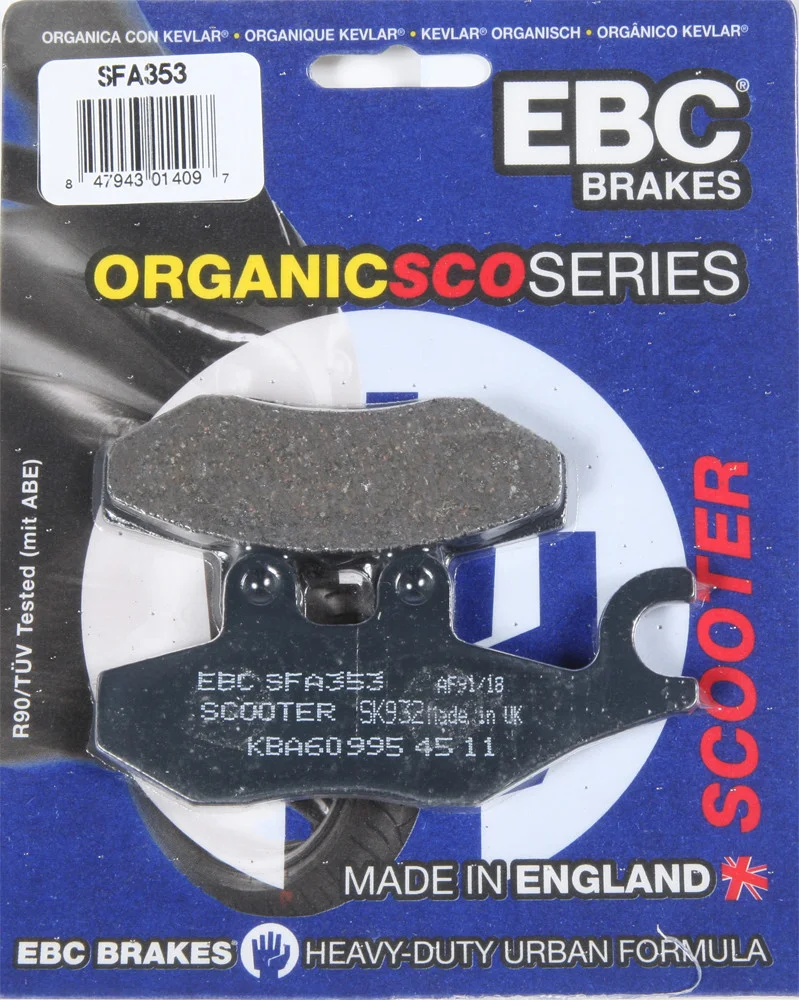 ORGANICA CON KEVLAR® • ORGANIQUE KEVLAR® • KEVLAR® ORGANISCH • ORGÂNICO KEVLAR®
SFA353
8 47943 01409 7
EBC®
BRAKES
ORGANICSCOSERIES
R90/TÜV Tested (mit ABE)
SCOOTER
EBC SFA353 AF91/18
SCOOTER SK932 Made in UK
KBA60995 45 11
MADE IN ENGLAND
EBC BRAKES® HEAVY-DUTY URBAN FORMULA